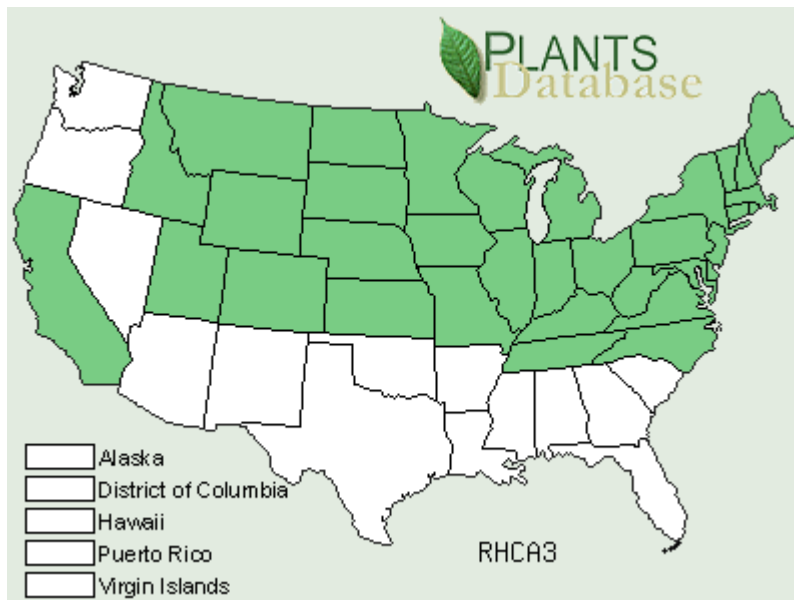 PLANTS
Database
Alaska
District of Columbia
Hawaii
Puerto Rico
Virgin Islands
RHCA3